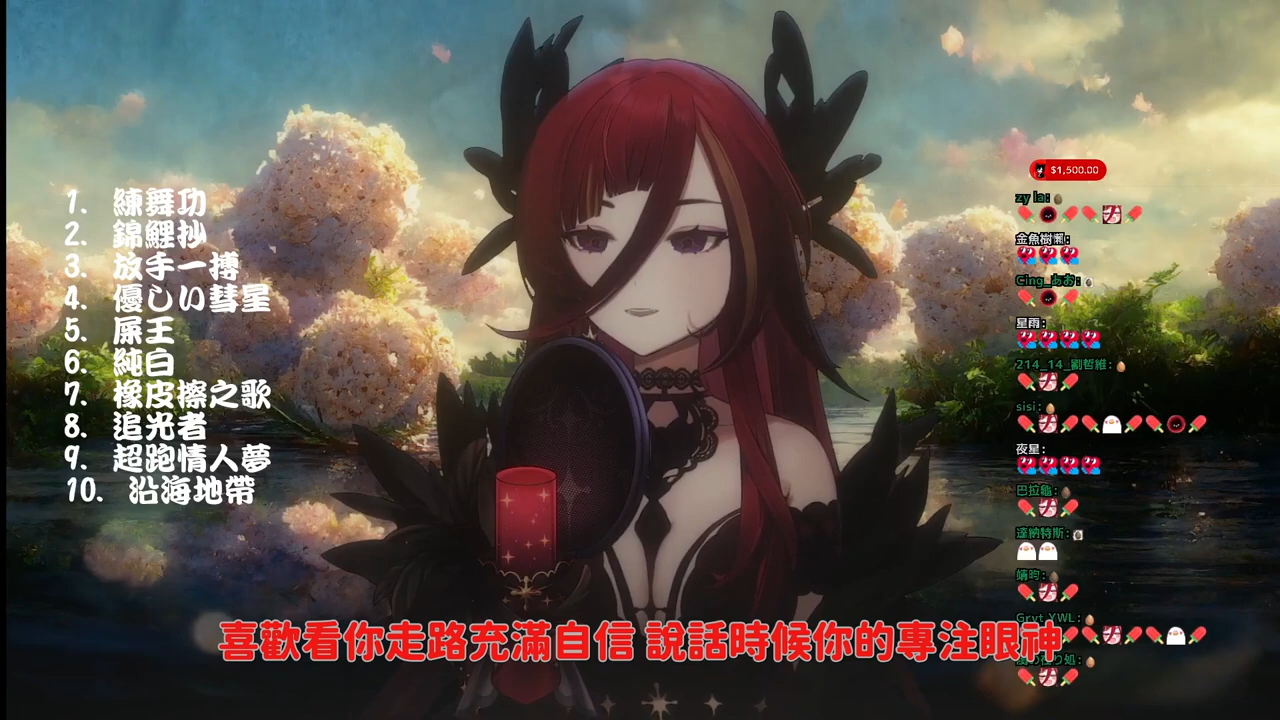 1. 練舞功
2. 錦鯉抄
3. 放手一搏
4. 優しい彗星
5. 屎王
6. 純白
7. 橡皮擦之歌
8. 追光者
9. 超跑情人夢
10. 沿海地帶
$1,500.00
zy la:
金魚樹懶:
Cing_あお:
星雨:
214_14_劉哲維:
sisi:
夜星:
巴拉龜:
達納特斯:
Grvt_YWL:
喜歡看你走路充滿自信 說話時候你的專注眼神